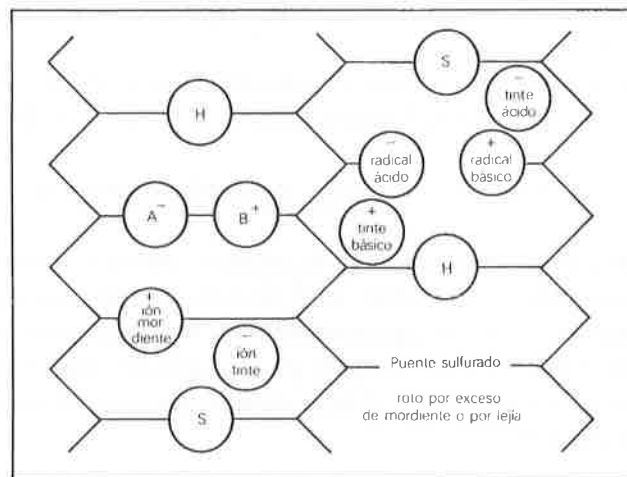 S
−
tinte
ácido
H
−
radical
ácido
+
radical
básico
A−
B+
+
tinte
básico
H
+
ión
mor
diente
−
ión
tinte
Puente sulfurado
roto por exceso
de mordiente o por lejía
S